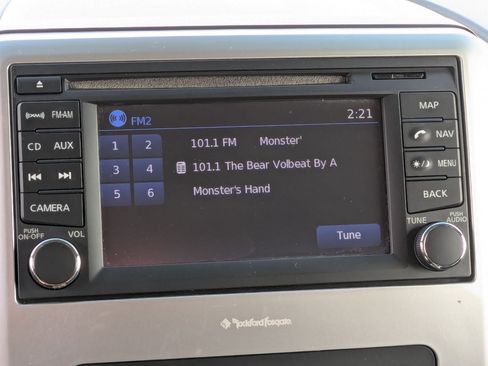 FM2 2:21
1 2 101.1 FM Monster'
3 4 101.1 The Bear Volbeat By A
5 6 Monster's Hand
Tune
((XM)) FM·AM
CD AUX
CAMERA
PUSH ON-OFF VOL
MAP
NAV
MENU
BACK
TUNE PUSH AUDIO
Rockford Fosgate